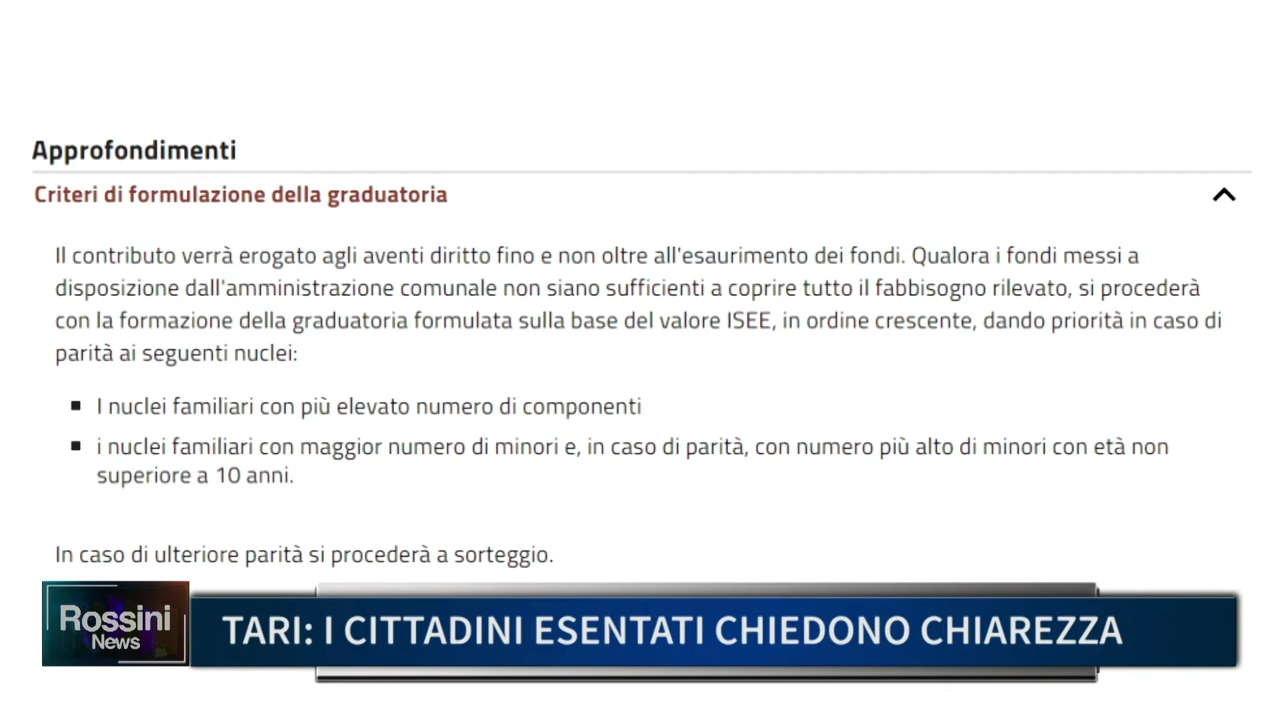 Approfondimenti
Criteri di formulazione della graduatoria
Il contributo verrà erogato agli aventi diritto fino e non oltre all'esaurimento dei fondi. Qualora i fondi messi a
disposizione dall'amministrazione comunale non siano sufficienti a coprire tutto il fabbisogno rilevato, si procederà
con la formazione della graduatoria formulata sulla base del valore ISEE, in ordine crescente, dando priorità in caso di
parità ai seguenti nuclei:
▪ I nuclei familiari con più elevato numero di componenti
▪ i nuclei familiari con maggior numero di minori e, in caso di parità, con numero più alto di minori con età non
superiore a 10 anni.
In caso di ulteriore parità si procederà a sorteggio.
Rossini
News
TARI: I CITTADINI ESENTATI CHIEDONO CHIAREZZA